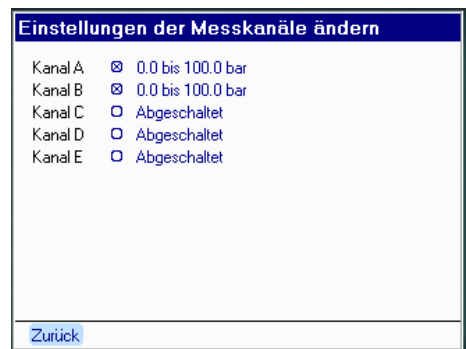 Einstellungen der Messkanäle ändern
Kanal A 0.0 bis 100.0 bar
Kanal B 0.0 bis 100.0 bar
Kanal C Abgeschaltet
Kanal D Abgeschaltet
Kanal E Abgeschaltet
Zurück